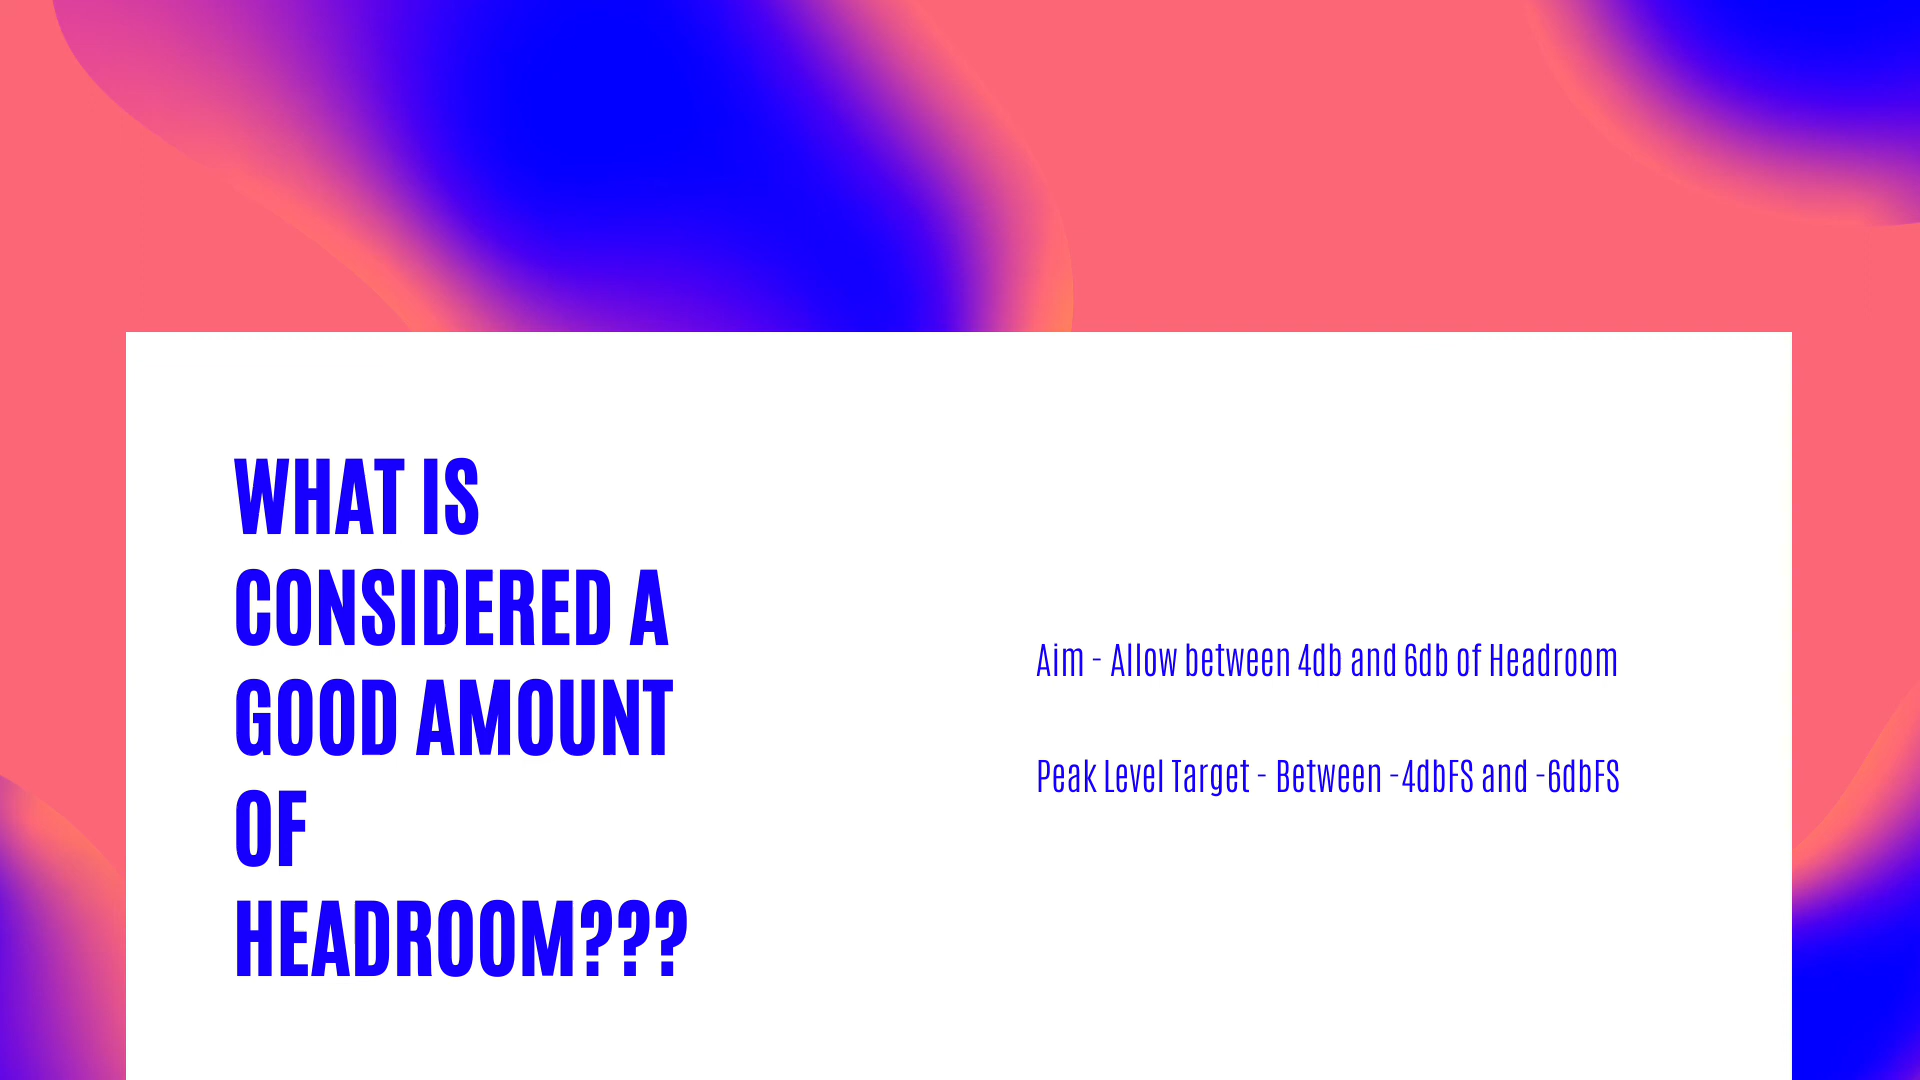 WHAT IS
CONSIDERED A
GOOD AMOUNT
OF
HEADROOM???
Aim - Allow between 4db and 6db of Headroom
Peak Level Target - Between -4dbFS and -6dbFS